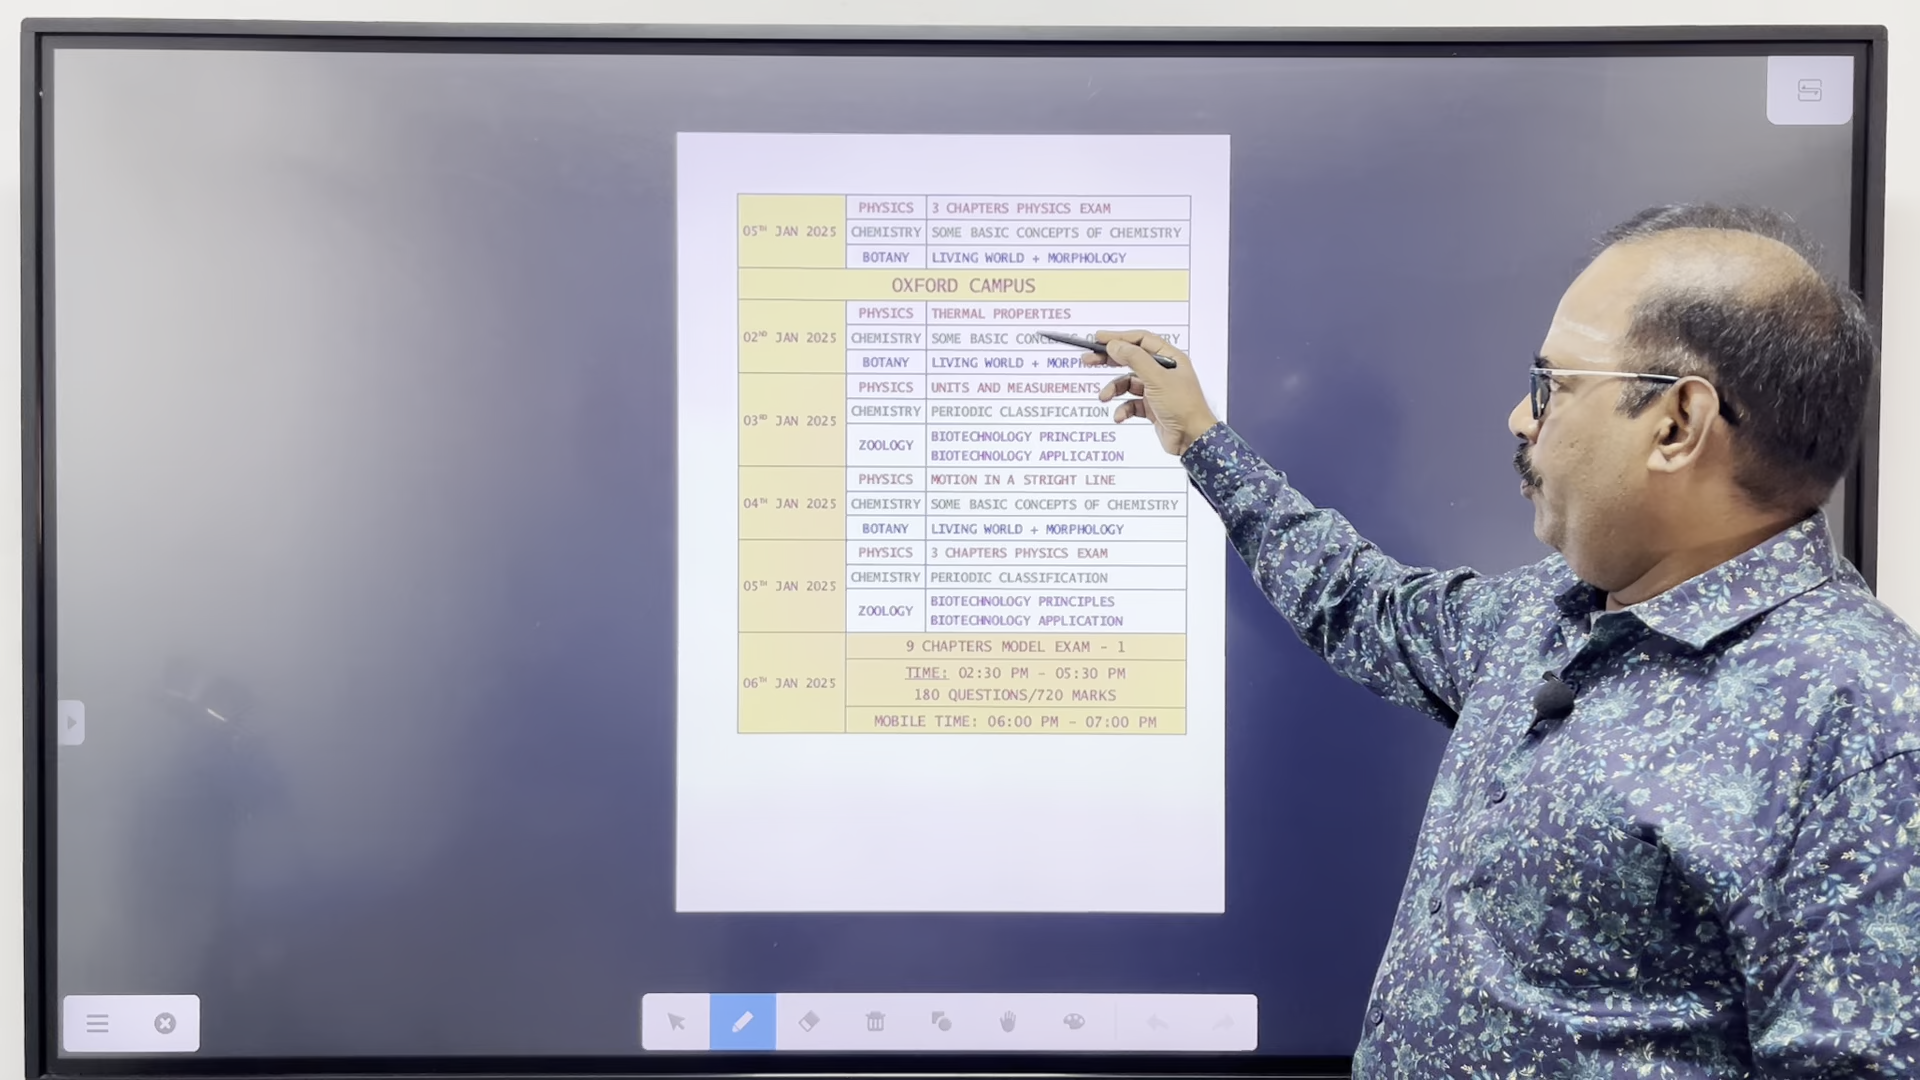 05TH JAN 2025
PHYSICS 3 CHAPTERS PHYSICS EXAM
CHEMISTRY SOME BASIC CONCEPTS OF CHEMISTRY
BOTANY LIVING WORLD + MORPHOLOGY
OXFORD CAMPUS
02ND JAN 2025
PHYSICS THERMAL PROPERTIES
CHEMISTRY SOME BASIC
BOTANY LIVING WORLD +
03RD JAN 2025
PHYSICS UNITS AND MEASUREMENTS
CHEMISTRY PERIODIC CLASSIFICATION
ZOOLOGY BIOTECHNOLOGY PRINCIPLES
BIOTECHNOLOGY APPLICATION
04TH JAN 2025
PHYSICS MOTION IN A STRIGHT LINE
CHEMISTRY SOME BASIC CONCEPTS OF CHEMISTRY
BOTANY LIVING WORLD + MORPHOLOGY
05TH JAN 2025
PHYSICS 3 CHAPTERS PHYSICS EXAM
CHEMISTRY PERIODIC CLASSIFICATION
ZOOLOGY BIOTECHNOLOGY PRINCIPLES
BIOTECHNOLOGY APPLICATION
06TH JAN 2025
9 CHAPTERS MODEL EXAM - 1
TIME: 02:30 PM - 05:30 PM
180 QUESTIONS/720 MARKS
MOBILE TIME: 06:00 PM - 07:00 PM